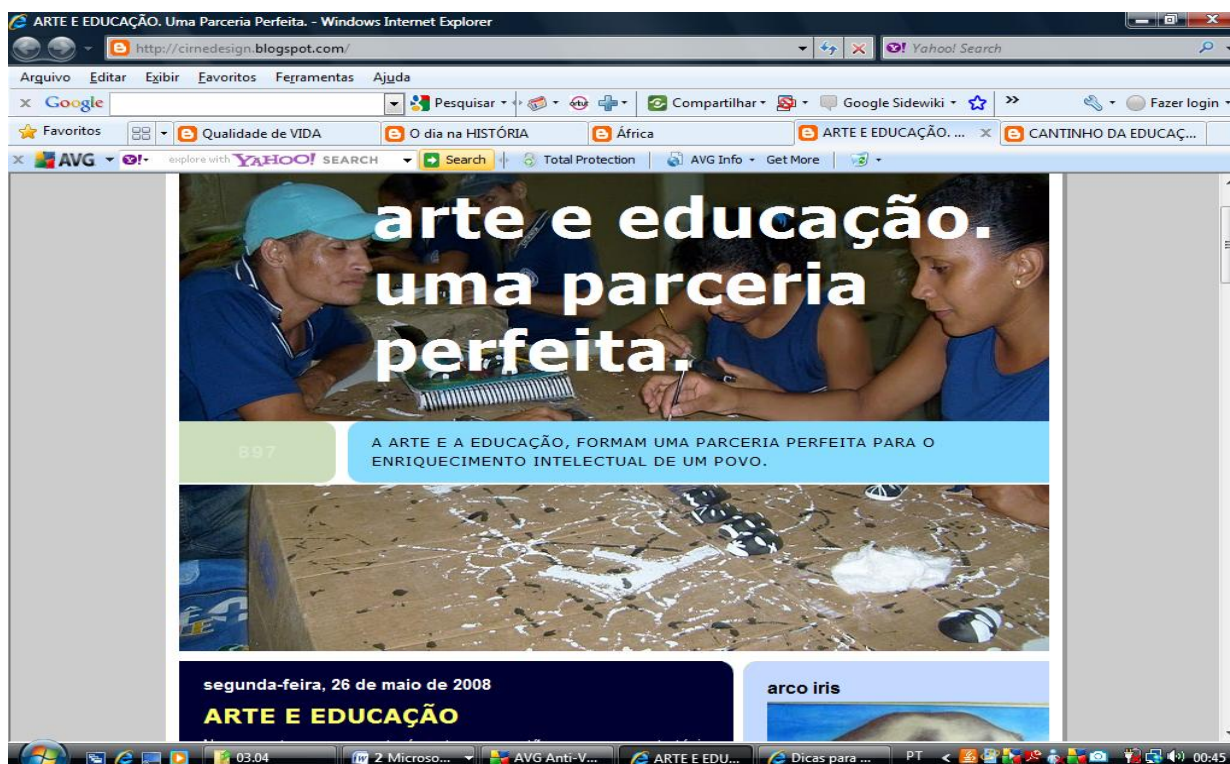 ARTE E EDUCAÇÃO. Uma Parceria Perfeita. - Windows Internet Explorer
http://cirnedesign.blogspot.com/
Yahoo! Search
Arquivo Editar Exibir Favoritos Ferramentas Ajuda
x Google Pesquisar Compartilhar Google Sidewiki >> Fazer login
Favoritos Qualidade de VIDA O dia na HISTÓRIA África ARTE E EDUCAÇÃO. ... x CANTINHO DA EDUCAÇ...
x AVG explore with YAHOO! SEARCH Search Total Protection AVG Info Get More
arte e educação.
uma parceria
perfeita.
897
A ARTE E A EDUCAÇÃO, FORMAM UMA PARCERIA PERFEITA PARA O
ENRIQUECIMENTO INTELECTUAL DE UM POVO.
segunda-feira, 26 de maio de 2008
ARTE E EDUCAÇÃO
arco iris
03.04 2 Microso... AVG Anti-V... ARTE E EDU... Dicas para ... PT < 00:45